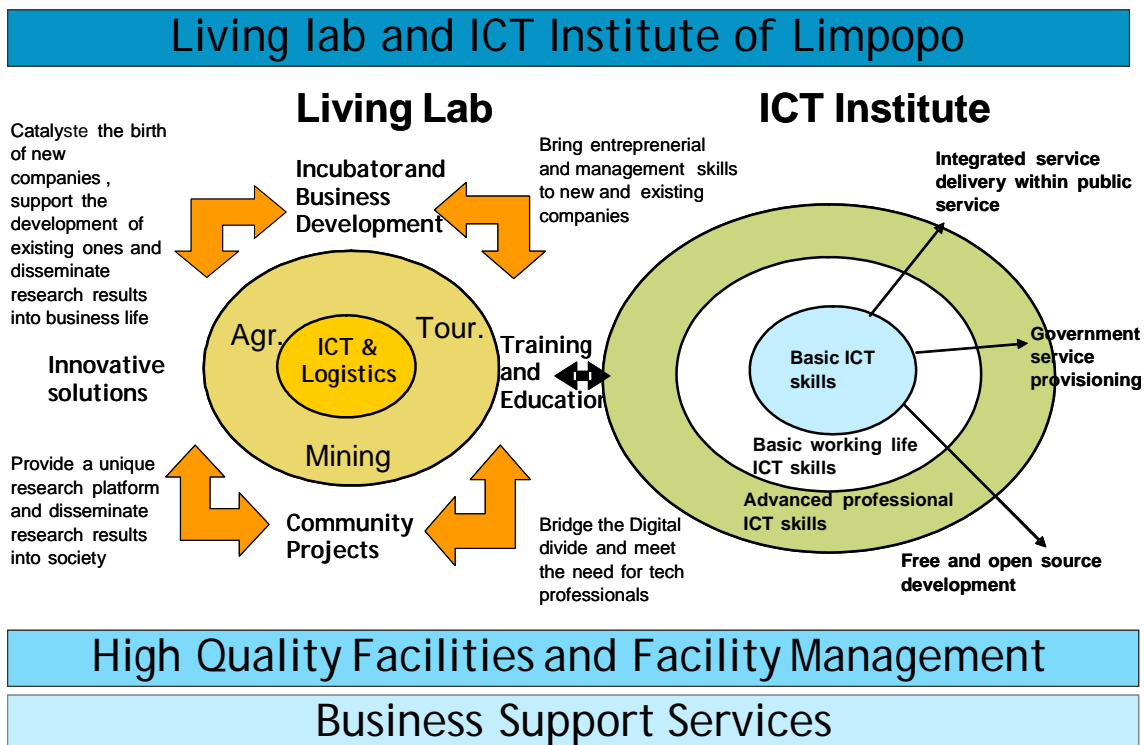 Living lab and ICT Institute of Limpopo
Living Lab
ICT Institute
Catalyste the birth
of new
companies ,
support the
development of
existing ones and
disseminate
research results
into business life
Incubator and
Business
Development
Bring entreprenerial
and management skills
to new and existing
companies
Integrated service
delivery within public
service
Innovative
solutions
Agr.
Tour.
ICT &
Logistics
Mining
Training
and
Education
Basic ICT
skills
Basic working life
ICT skills
Advanced professional
ICT skills
Government
service
provisioning
Provide a unique
research platform
and disseminate
research results
into society
Community
Projects
Bridge the Digital
divide and meet
the need for tech
professionals
Free and open source
development
High Quality Facilities and Facility Management
Business Support Services